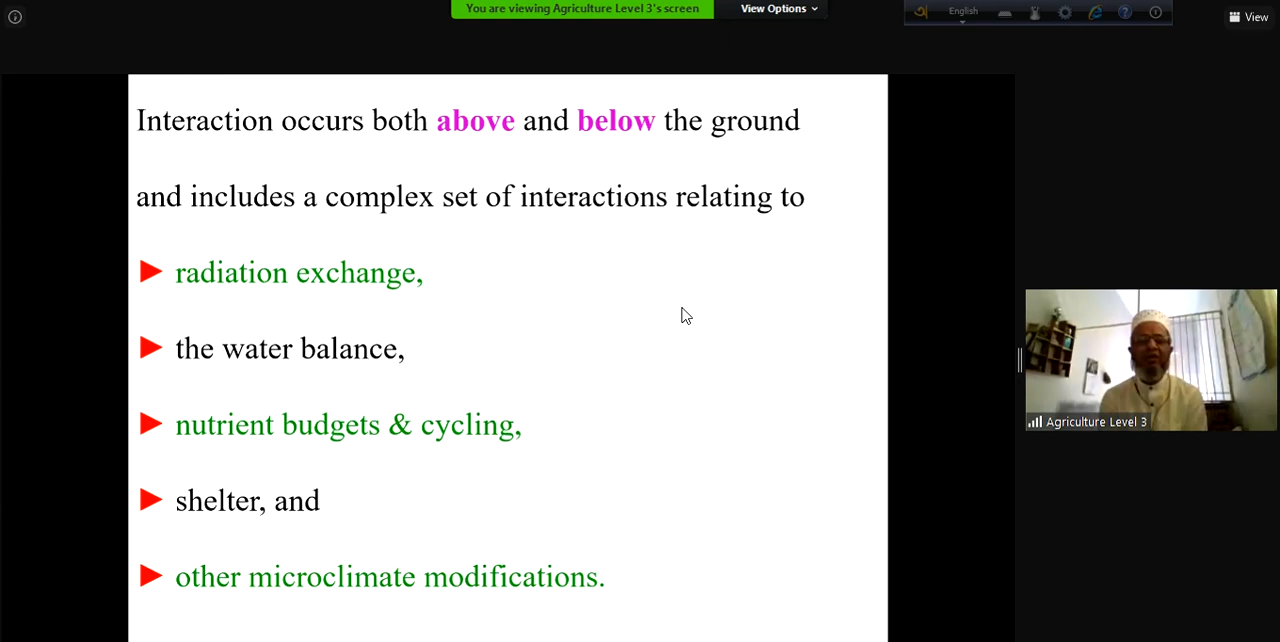 You are viewing Agriculture Level 3's screen
View Options
English
View
Interaction occurs both above and below the ground
and includes a complex set of interactions relating to
► radiation exchange,
► the water balance,
► nutrient budgets & cycling,
► shelter, and
► other microclimate modifications.
Agriculture Level 3